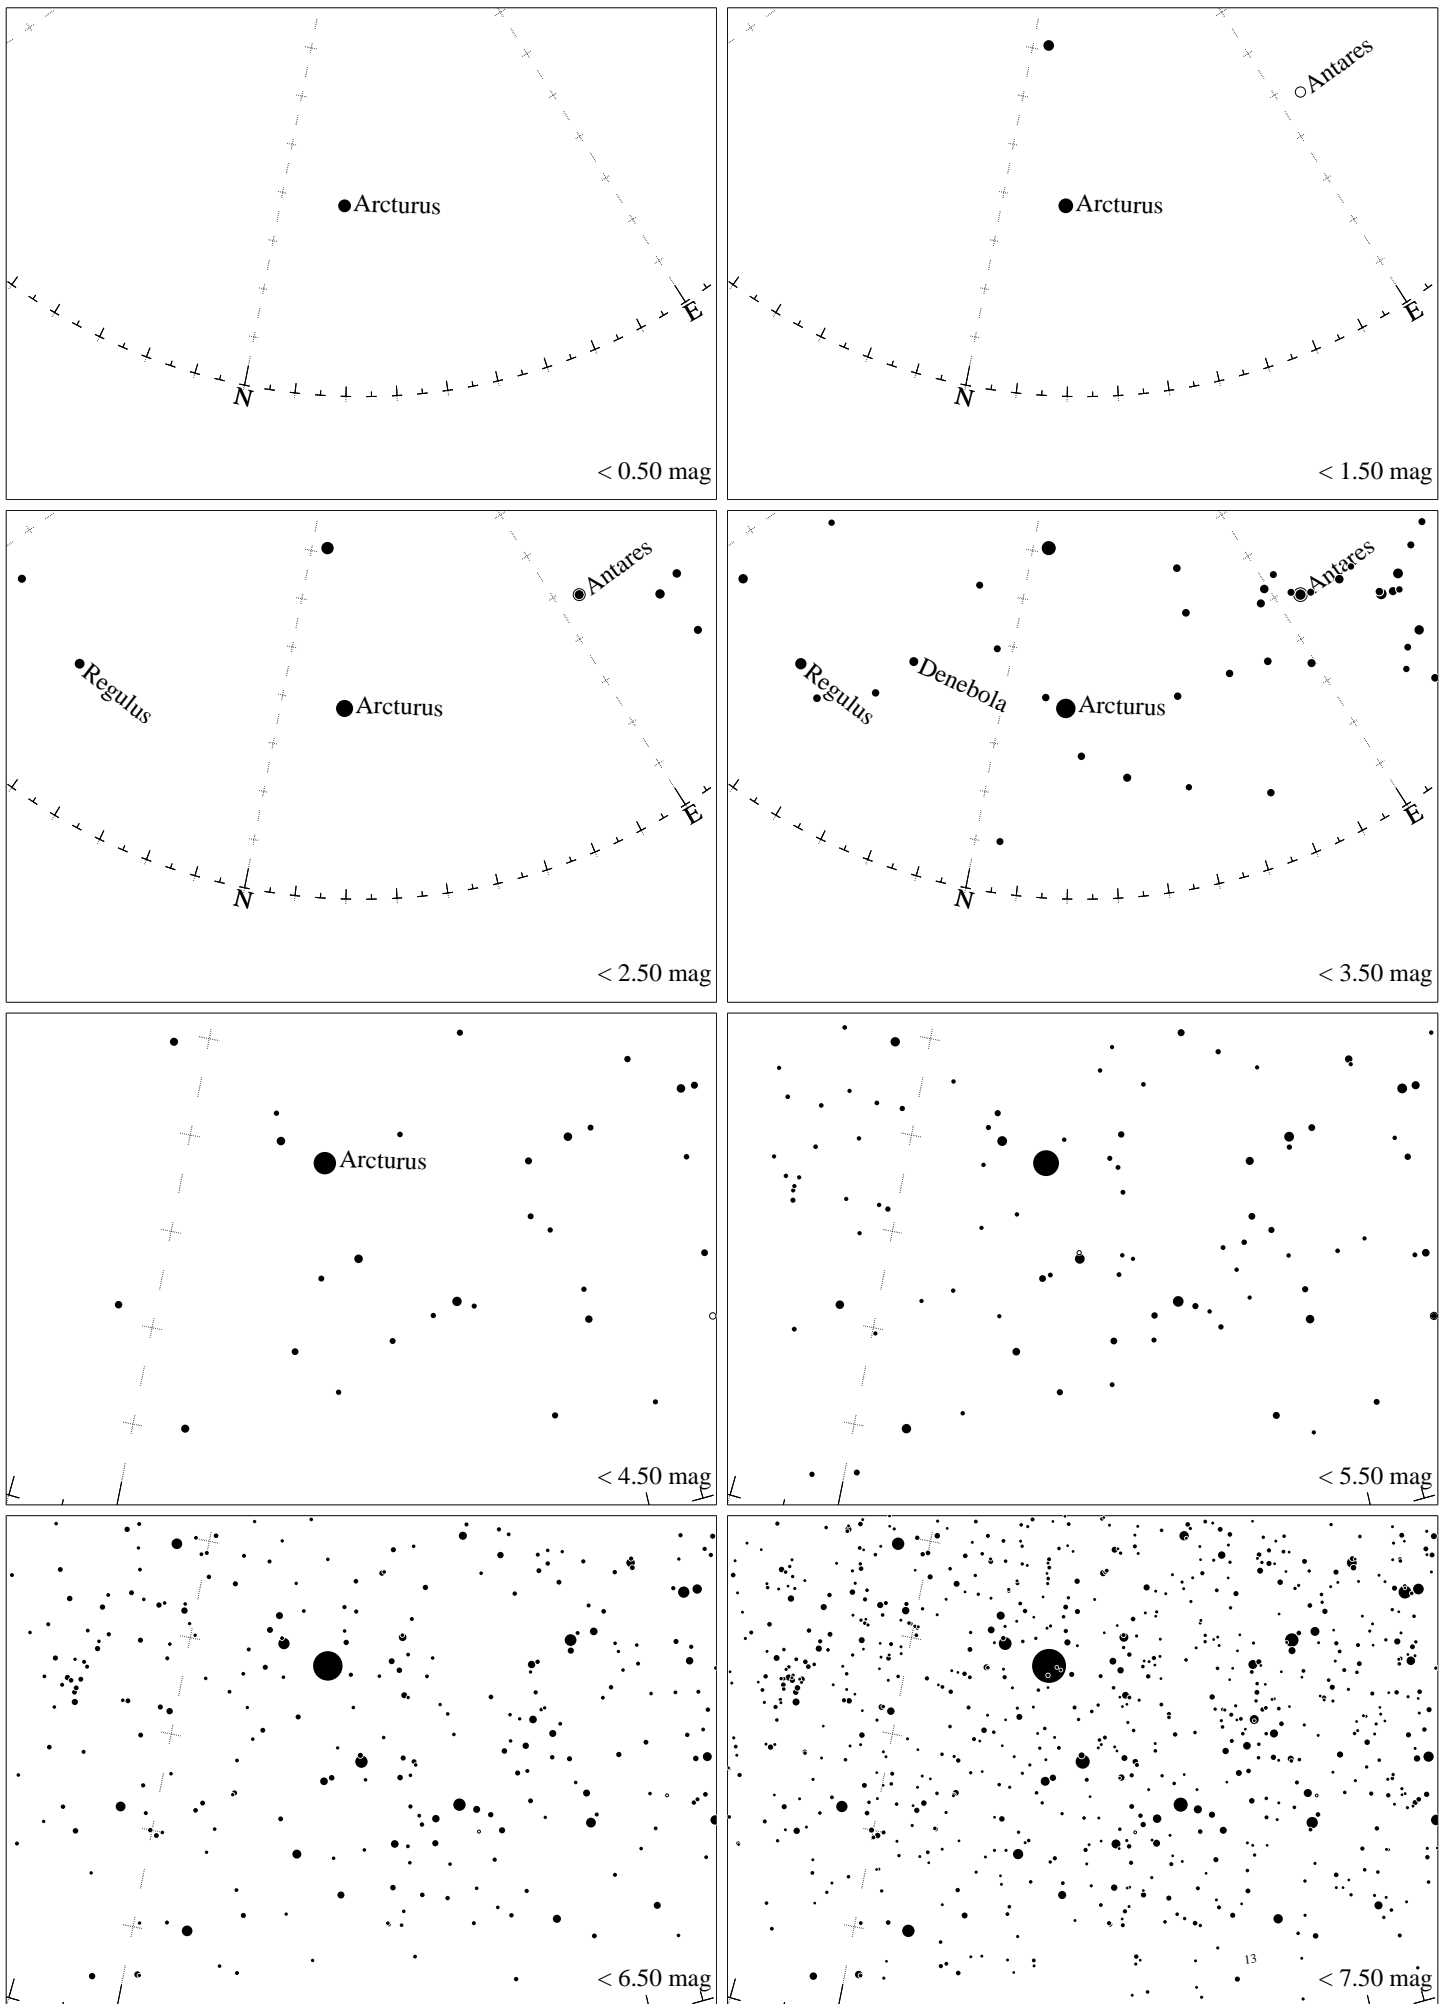 Arcturus
N
E
< 0.50 mag
Antares
Arcturus
N
E
< 1.50 mag
Antares
Regulus
Arcturus
N
E
< 2.50 mag
Antares
Regulus
Denebola
Arcturus
N
E
< 3.50 mag
Arcturus
< 4.50 mag
< 5.50 mag
< 6.50 mag
13
< 7.50 mag